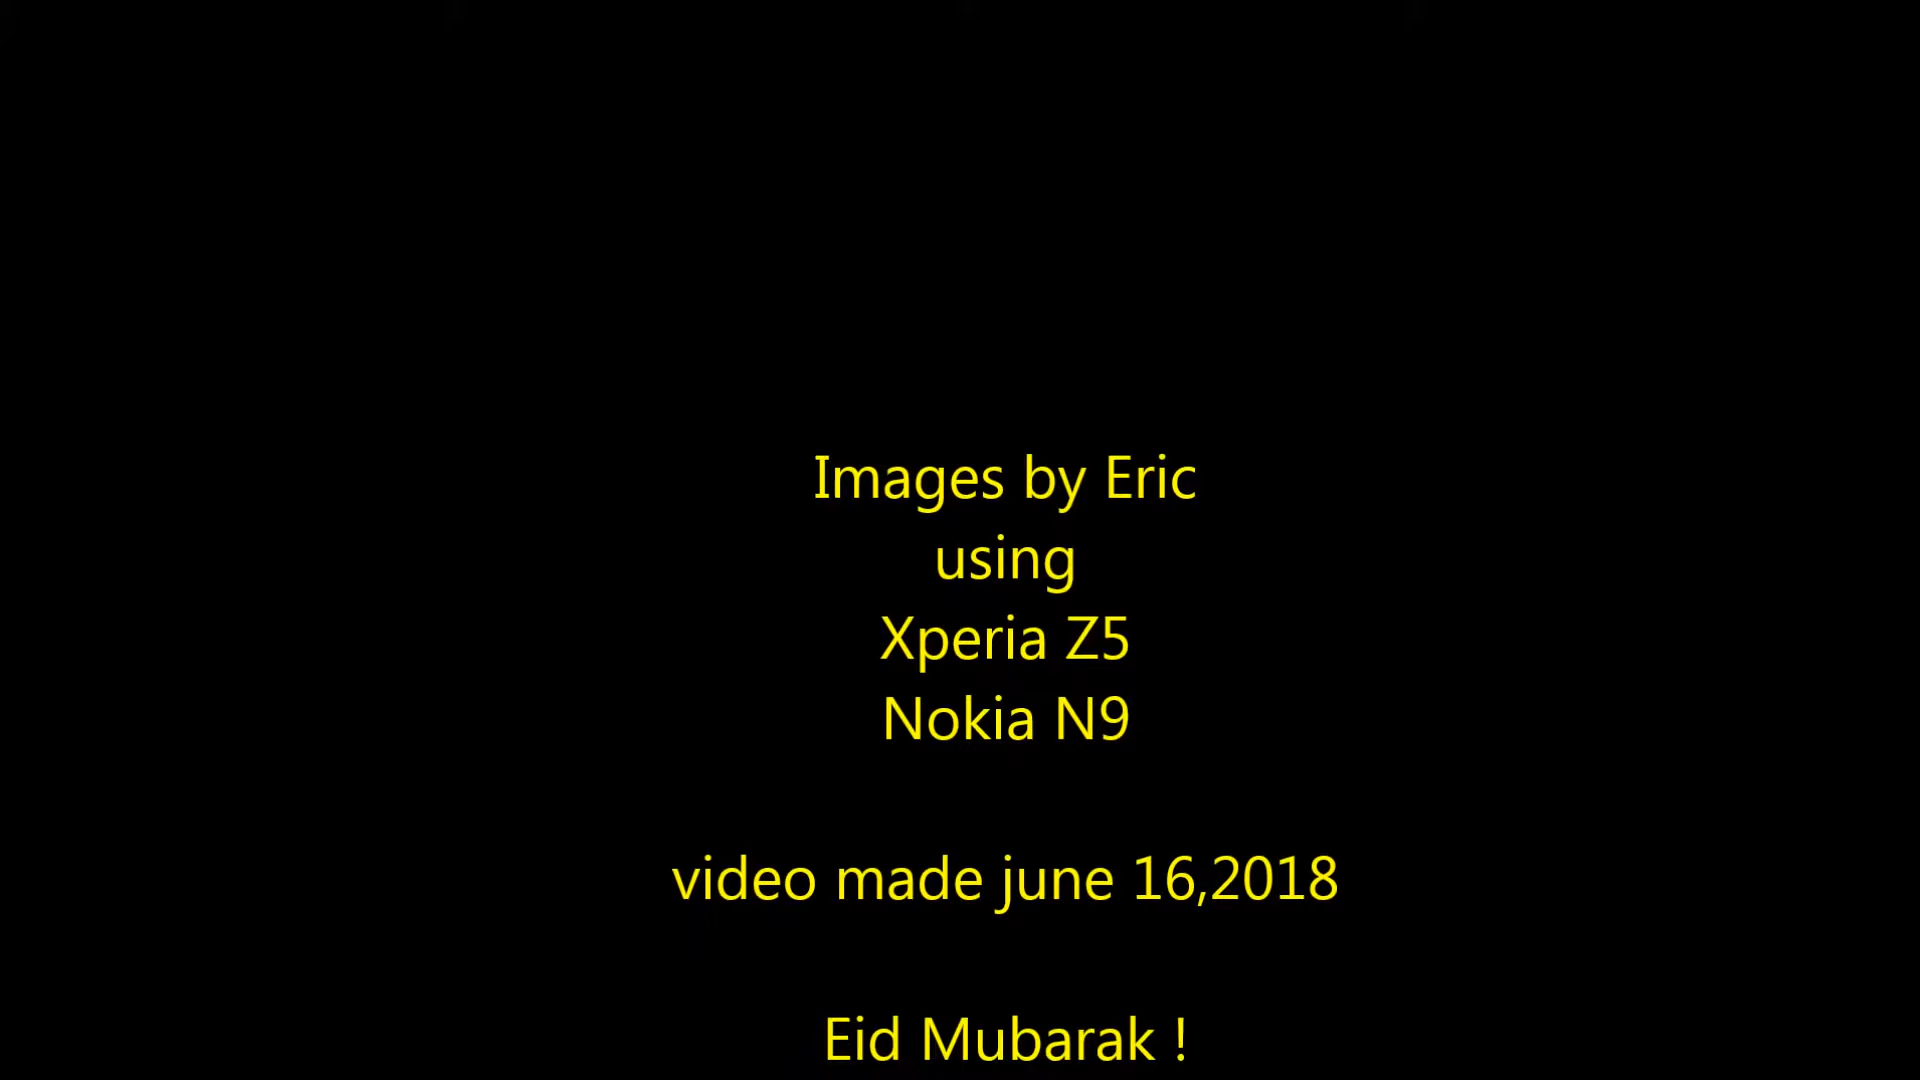 Images by Eric
using
Xperia Z5
Nokia N9
video made june 16,2018
Eid Mubarak !